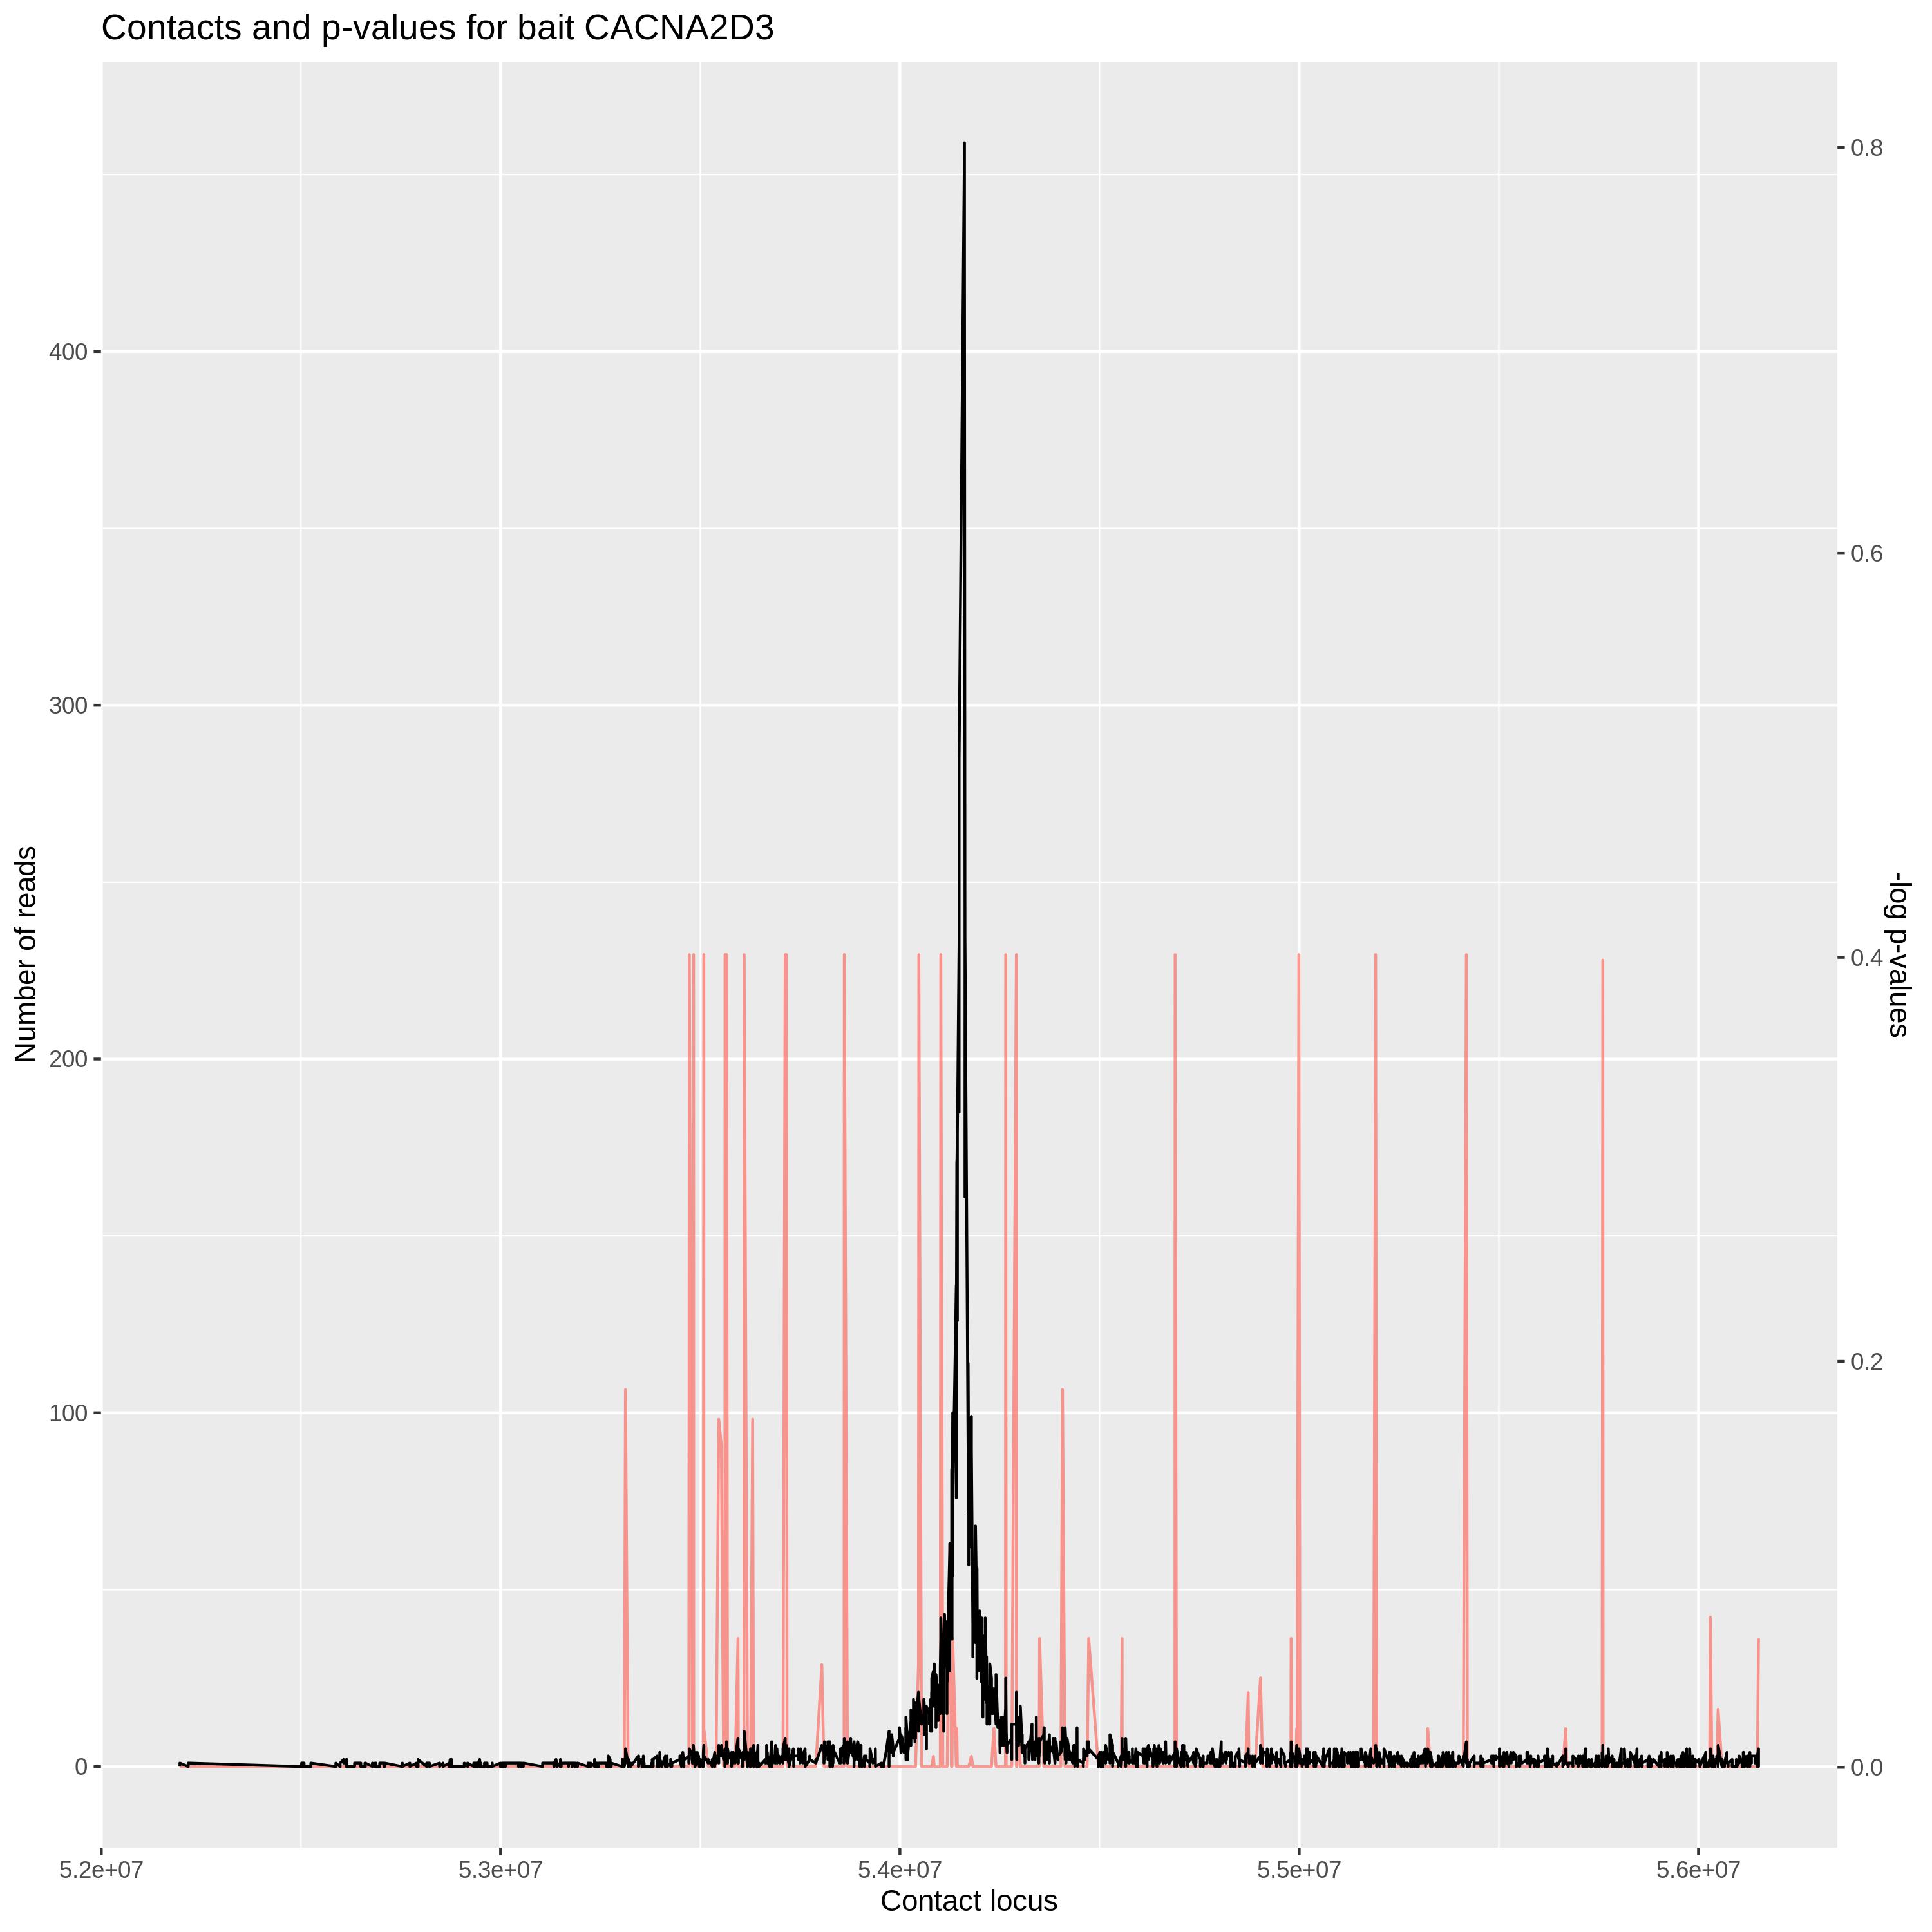 Contacts and p-values for bait CACNA2D3
Number of reads
400
300
200
100
0
0.8
0.6
0.4
0.2
0.0
-log p-values
5.2e+07 5.3e+07 5.4e+07 5.5e+07 5.6e+07
Contact locus